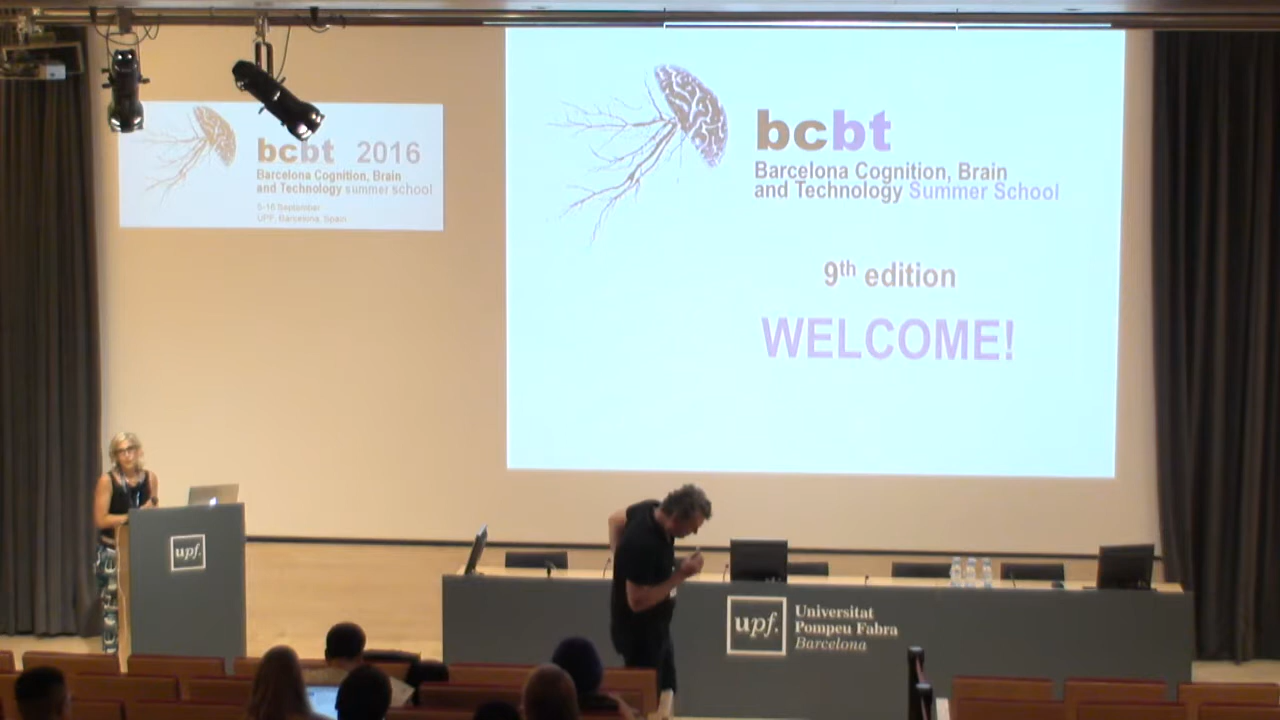 bcbt 2016
Barcelona Cognition, Brain
and Technology summer school
5-16 September
UPF, Barcelona, Spain
bcbt
Barcelona Cognition, Brain
and Technology Summer School
9th edition
WELCOME!
upf.
upf.
Universitat
Pompeu Fabra
Barcelona